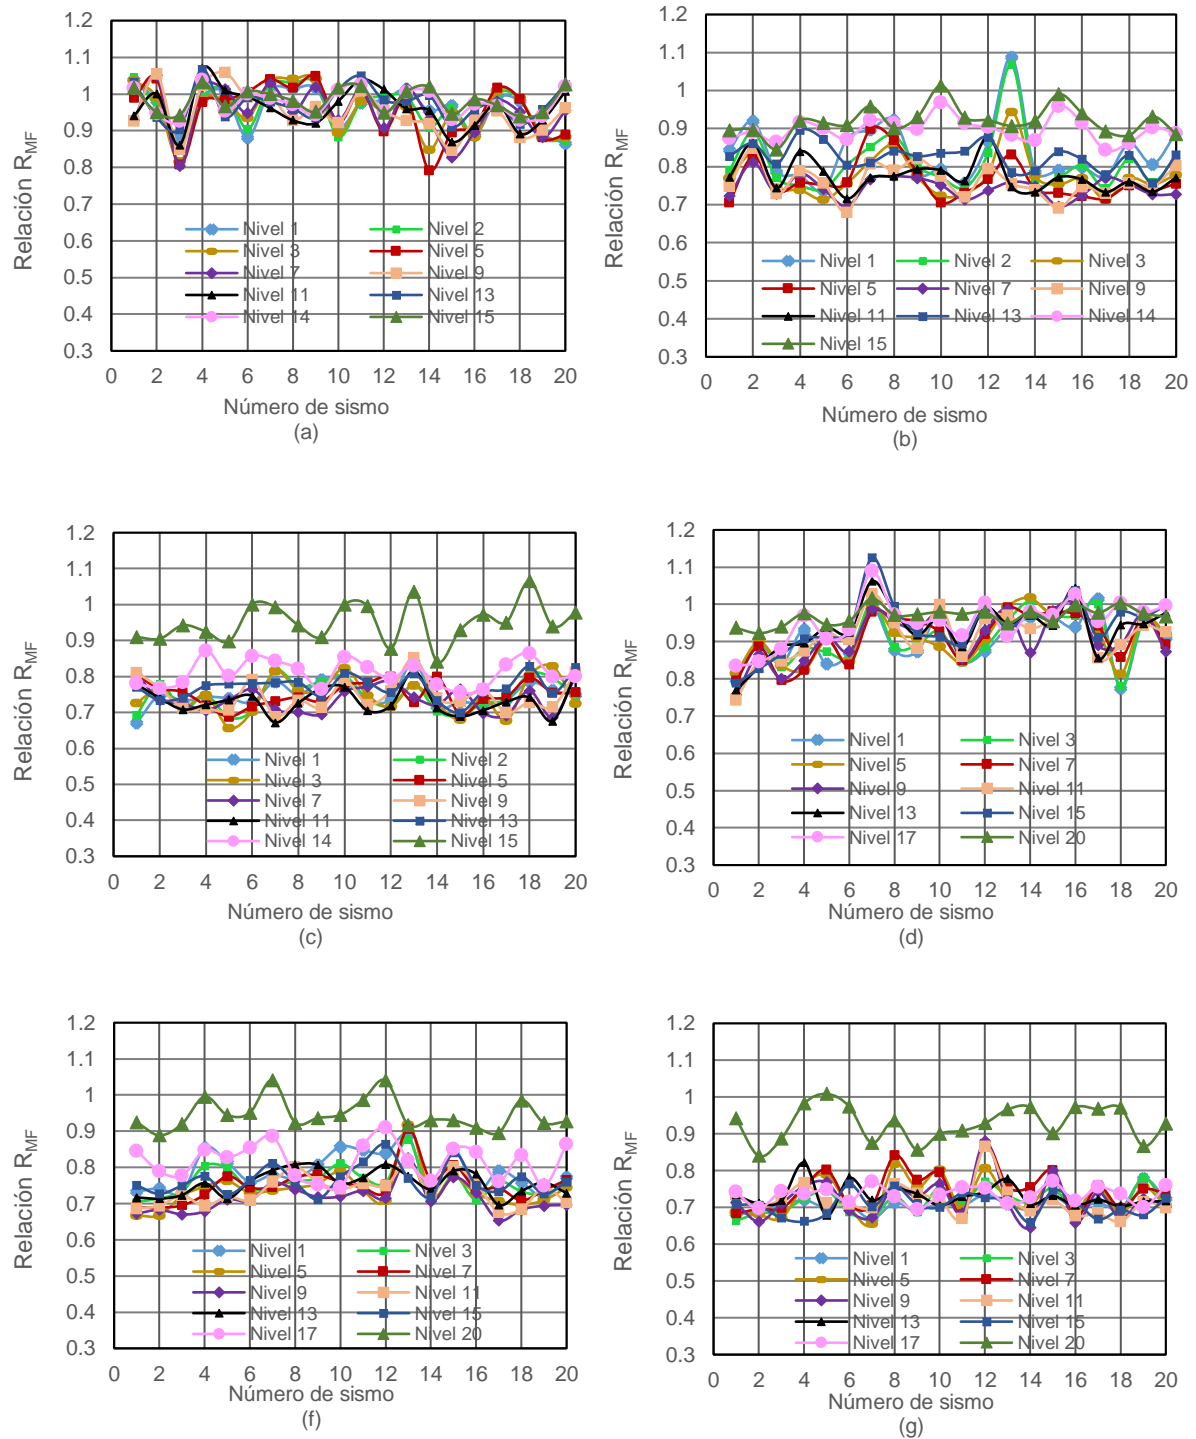 Relación R_MF
1.2
1.1
1
0.9
0.8
0.7
0.6
0.5
0.4
0.3
Nivel 1 Nivel 2
Nivel 3 Nivel 5
Nivel 7 Nivel 9
Nivel 11 Nivel 13
Nivel 14 Nivel 15
0 2 4 6 8 10 12 14 16 18 20
Número de sismo
(a)
Relación R_MF
1.2
1.1
1
0.9
0.8
0.7
0.6
0.5
0.4
0.3
Nivel 1 Nivel 2 Nivel 3
Nivel 5 Nivel 7 Nivel 9
Nivel 11 Nivel 13 Nivel 14
Nivel 15
0 2 4 6 8 10 12 14 16 18 20
Número de sismo
(b)
Relación R_MF
1.2
1.1
1
0.9
0.8
0.7
0.6
0.5
0.4
0.3
Nivel 1 Nivel 2
Nivel 3 Nivel 5
Nivel 7 Nivel 9
Nivel 11 Nivel 13
Nivel 14 Nivel 15
0 2 4 6 8 10 12 14 16 18 20
Número de sismo
(c)
Relación R_MF
1.2
1.1
1
0.9
0.8
0.7
0.6
0.5
0.4
0.3
Nivel 1 Nivel 3
Nivel 5 Nivel 7
Nivel 9 Nivel 11
Nivel 13 Nivel 15
Nivel 17 Nivel 20
0 2 4 6 8 10 12 14 16 18 20
Número de sismo
(d)
Relación R_MF
1.2
1.1
1
0.9
0.8
0.7
0.6
0.5
0.4
0.3
Nivel 1 Nivel 3
Nivel 5 Nivel 7
Nivel 9 Nivel 11
Nivel 13 Nivel 15
Nivel 17 Nivel 20
0 2 4 6 8 10 12 14 16 18 20
Número de sismo
(f)
Relación R_MF
1.2
1.1
1
0.9
0.8
0.7
0.6
0.5
0.4
0.3
Nivel 1 Nivel 3
Nivel 5 Nivel 7
Nivel 9 Nivel 11
Nivel 13 Nivel 15
Nivel 17 Nivel 20
0 2 4 6 8 10 12 14 16 18 20
Número de sismo
(g)